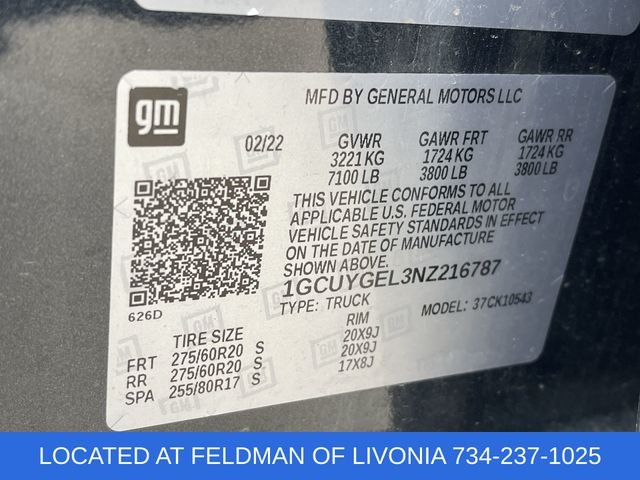 gm
MFD BY GENERAL MOTORS LLC
02/22 GVWR GAWR FRT GAWR RR
3221 KG 1724 KG 1724 KG
7100 LB 3800 LB 3800 LB
THIS VEHICLE CONFORMS TO ALL
APPLICABLE U.S. FEDERAL MOTOR
VEHICLE SAFETY STANDARDS IN EFFECT
ON THE DATE OF MANUFACTURE
SHOWN ABOVE.
1GCUYGEL3NZ216787
626D
TYPE: TRUCK MODEL: 37CK10543
TIRE SIZE RIM
FRT 275/60R20 S 20X9J
RR 275/60R20 S 20X9J
SPA 255/80R17 S 17X8J
LOCATED AT FELDMAN OF LIVONIA 734-237-1025